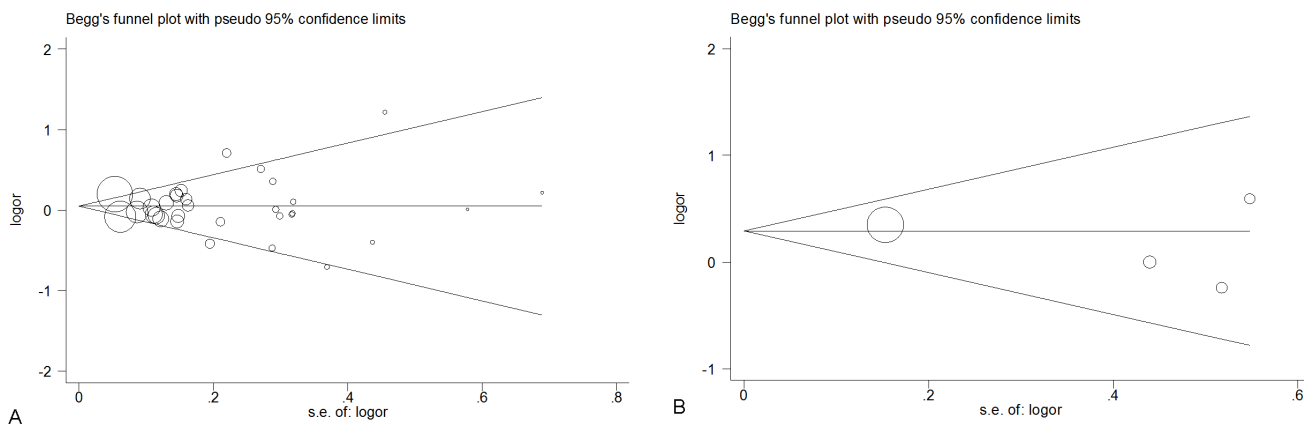 Begg's funnel plot with pseudo 95% confidence limits
logor
2
1
0
-1
-2
0 .2 .4 .6 .8
s.e. of: logor
A
Begg's funnel plot with pseudo 95% confidence limits
logor
2
1
0
-1
0 .2 .4 .6
s.e. of: logor
B